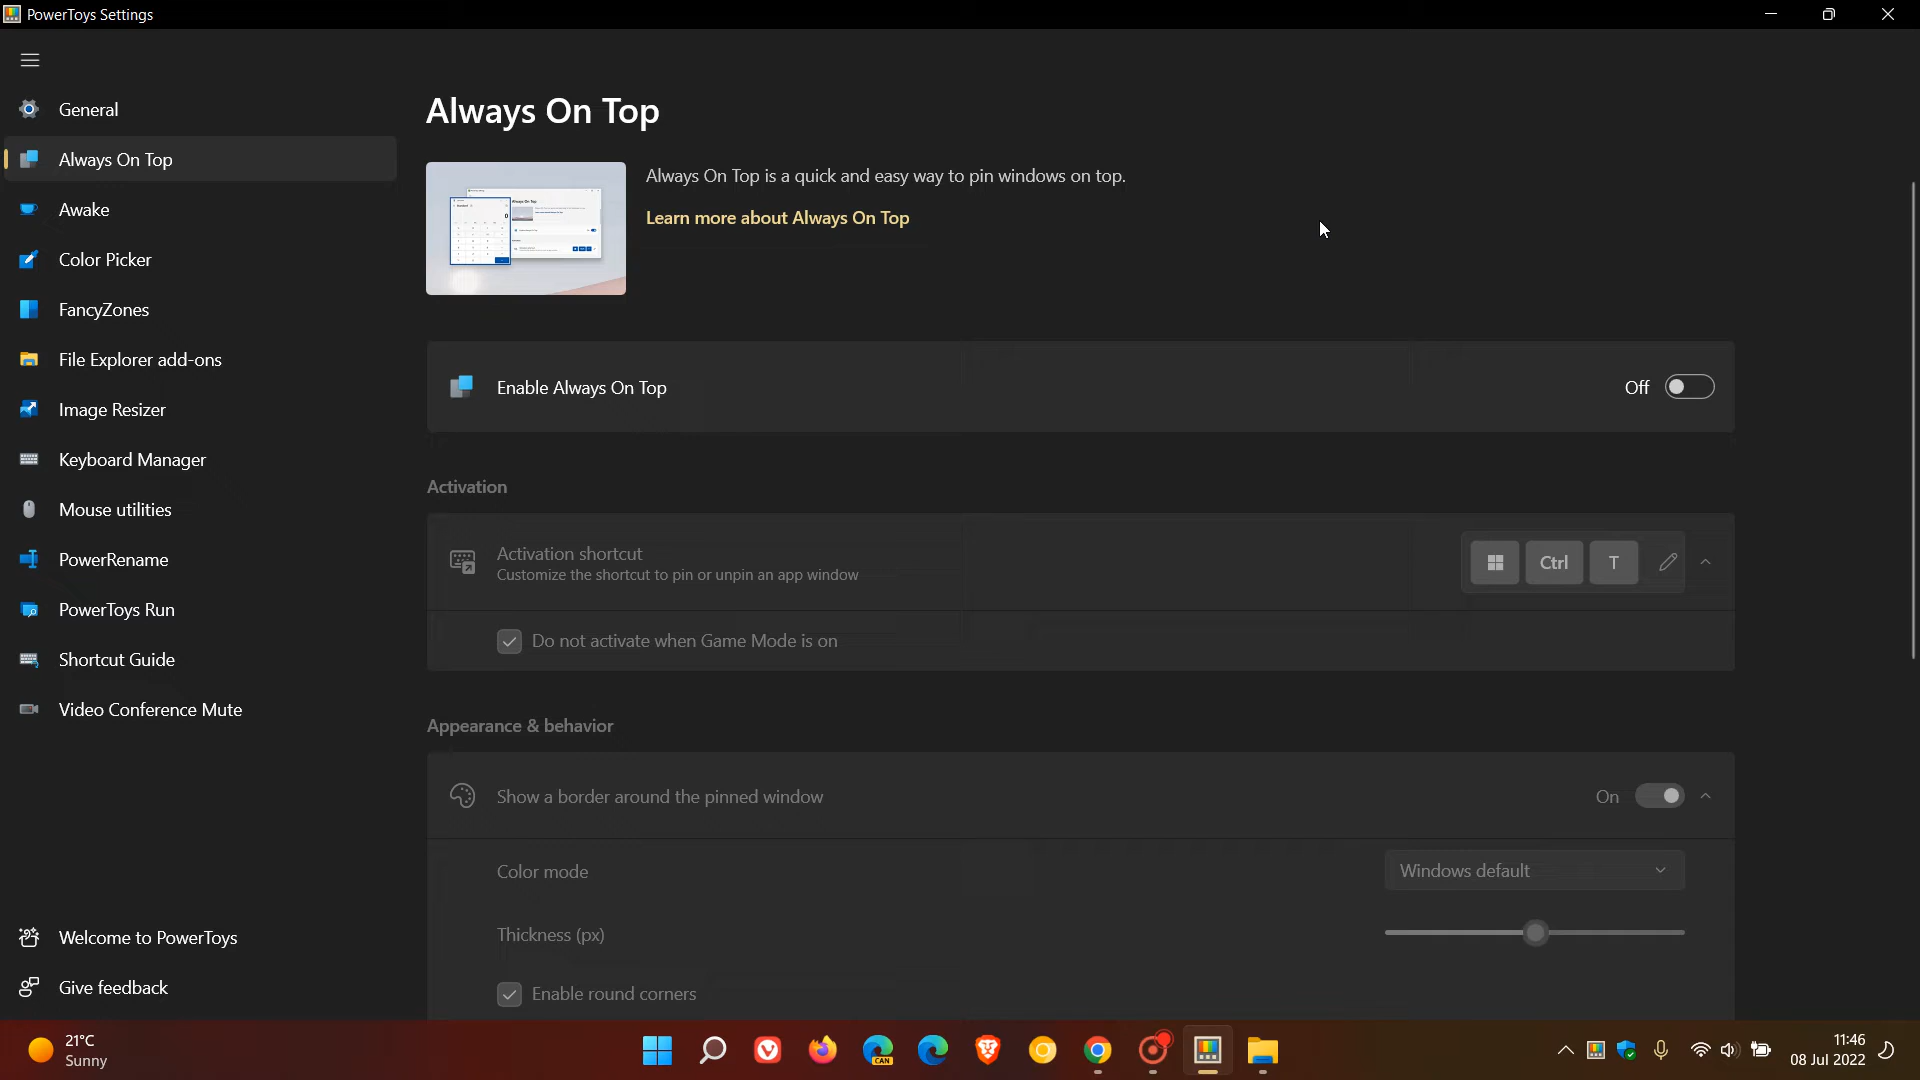 PowerToys Settings
General
Always On Top
Awake
Color Picker
FancyZones
File Explorer add-ons
Image Resizer
Keyboard Manager
Mouse utilities
PowerRename
PowerToys Run
Shortcut Guide
Video Conference Mute
Welcome to PowerToys
Give feedback
Always On Top
Always On Top is a quick and easy way to pin windows on top.
Learn more about Always On Top
Enable Always On Top
Off
Activation
Activation shortcut
Customize the shortcut to pin or unpin an app window
Ctrl
T
Do not activate when Game Mode is on
Appearance & behavior
Show a border around the pinned window
On
Color mode
Windows default
Thickness (px)
Enable round corners
21°C
Sunny
CAN
11:46
08 Jul 2022